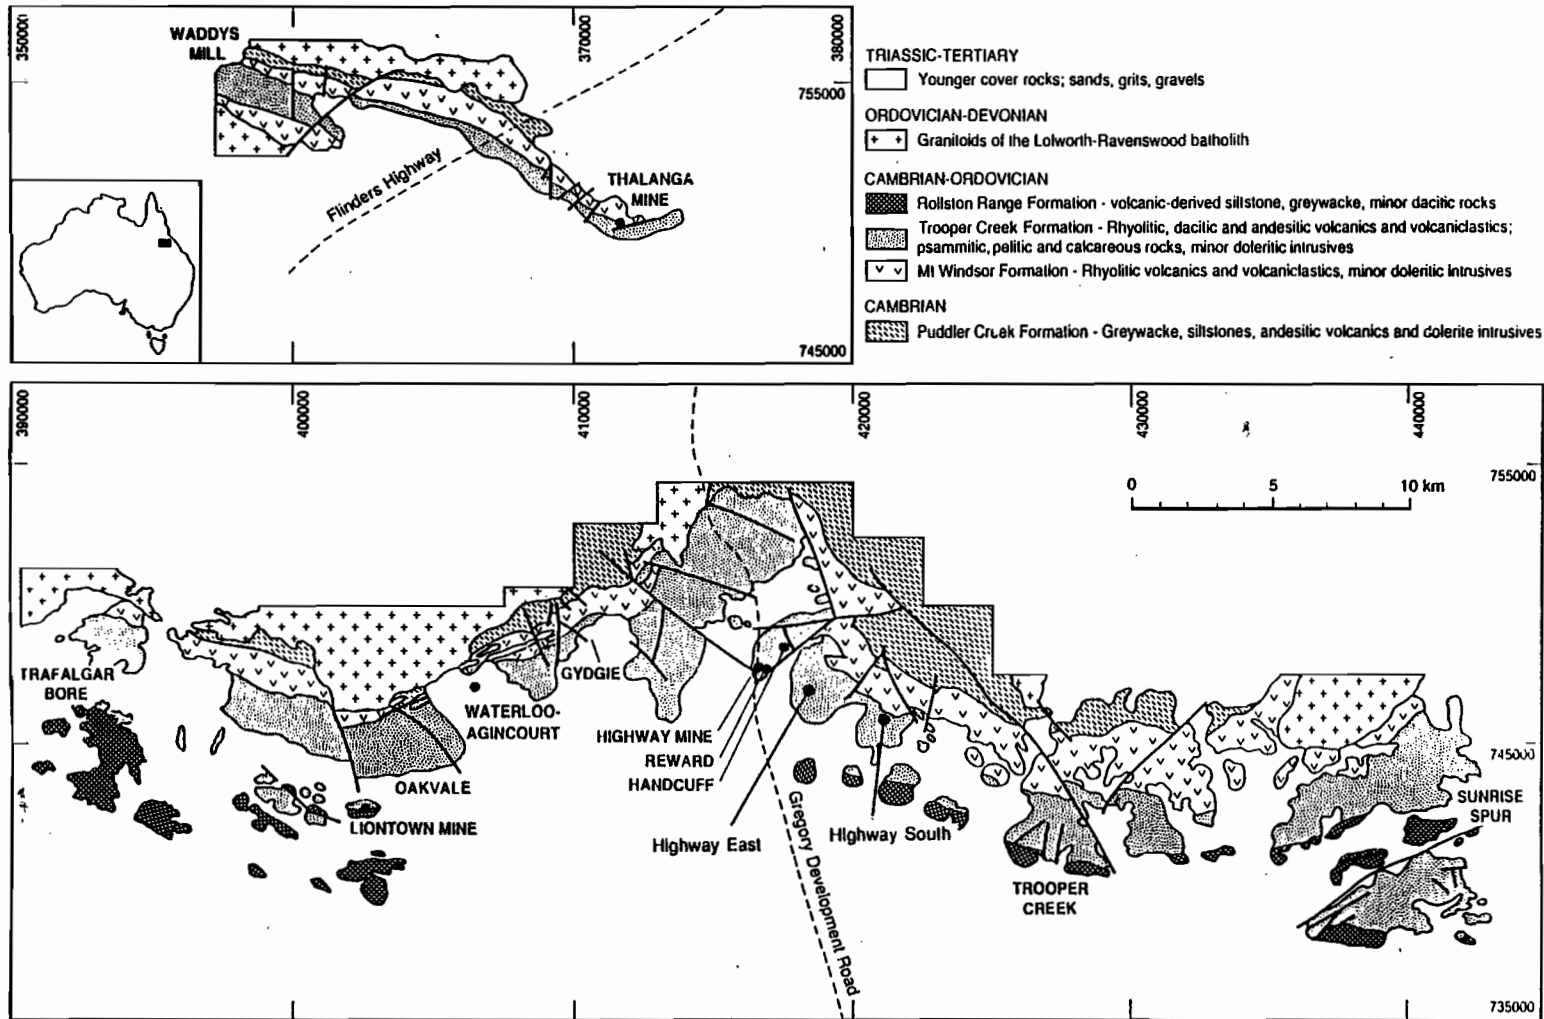 350000
370000
380000
WADDYS
MILL
755000
Flinders Highway
THALANGA
MINE
745000
TRIASSIC-TERTIARY
Younger cover rocks; sands, grits, gravels
ORDOVICIAN-DEVONIAN
Granitoids of the Lolworth-Ravenswood batholith
CAMBRIAN-ORDOVICIAN
Rollston Range Formation - volcanic-derived siltstone, greywacke, minor dacitic rocks
Trooper Creek Formation - Rhyolitic, dacitic and andesitic volcanics and volcaniclastics;
psammitic, pelitic and calcareous rocks, minor doleritic intrusives
Mt Windsor Formation - Rhyolitic volcanics and volcaniclastics, minor doleritic intrusives
CAMBRIAN
Puddler Creek Formation - Greywacke, siltstones, andesitic volcanics and dolerite intrusives
390000
400000
410000
420000
430000
440000
755000
0 5 10 km
TRAFALGAR
BORE
GYDGIE
WATERLOO-
AGINCOURT
HIGHWAY MINE
REWARD
HANDCUFF
OAKVALE
LIONTOWN MINE
745000
SUNRISE
SPUR
Highway East
Highway South
Gregory Development Road
TROOPER
CREEK
735000